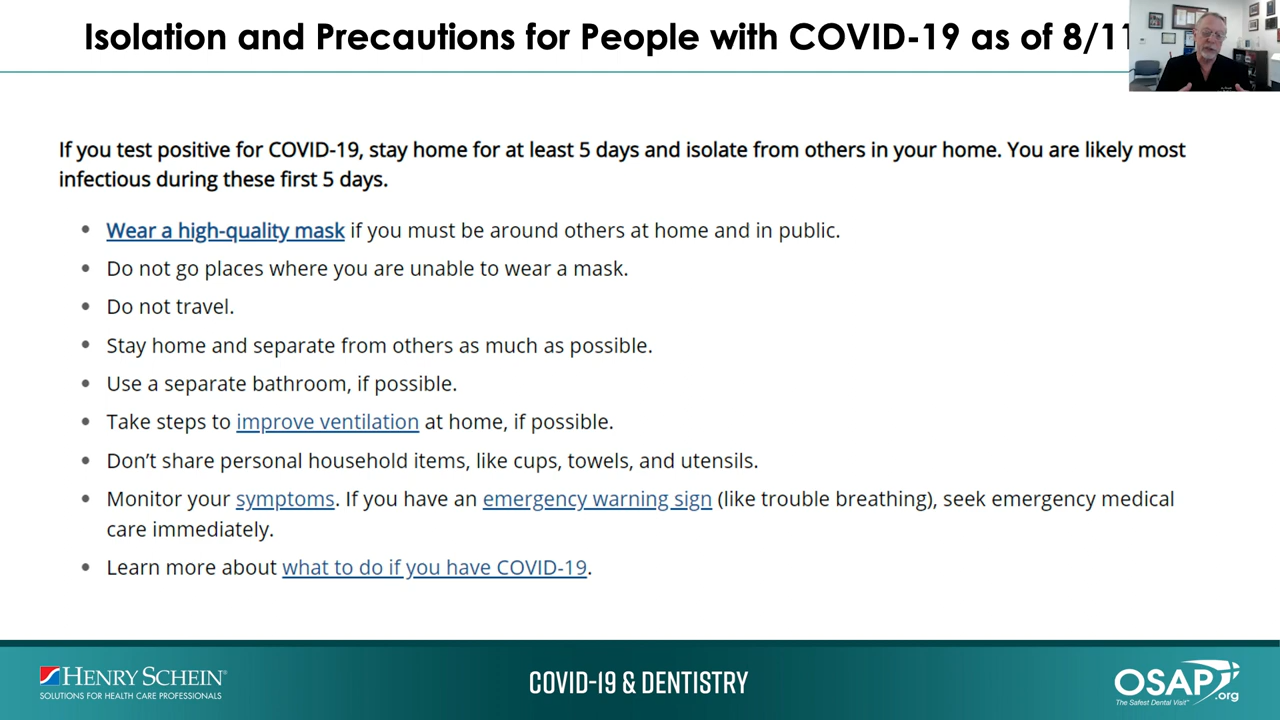 Isolation and Precautions for People with COVID-19 as of 8/11
If you test positive for COVID-19, stay home for at least 5 days and isolate from others in your home. You are likely most
infectious during these first 5 days.
• Wear a high-quality mask if you must be around others at home and in public.
• Do not go places where you are unable to wear a mask.
• Do not travel.
• Stay home and separate from others as much as possible.
• Use a separate bathroom, if possible.
• Take steps to improve ventilation at home, if possible.
• Don’t share personal household items, like cups, towels, and utensils.
• Monitor your symptoms. If you have an emergency warning sign (like trouble breathing), seek emergency medical
care immediately.
• Learn more about what to do if you have COVID-19.
HENRY SCHEIN®
SOLUTIONS FOR HEALTH CARE PROFESSIONALS
COVID-19 & DENTISTRY
OSAP
.org
The Safest Dental Visit™